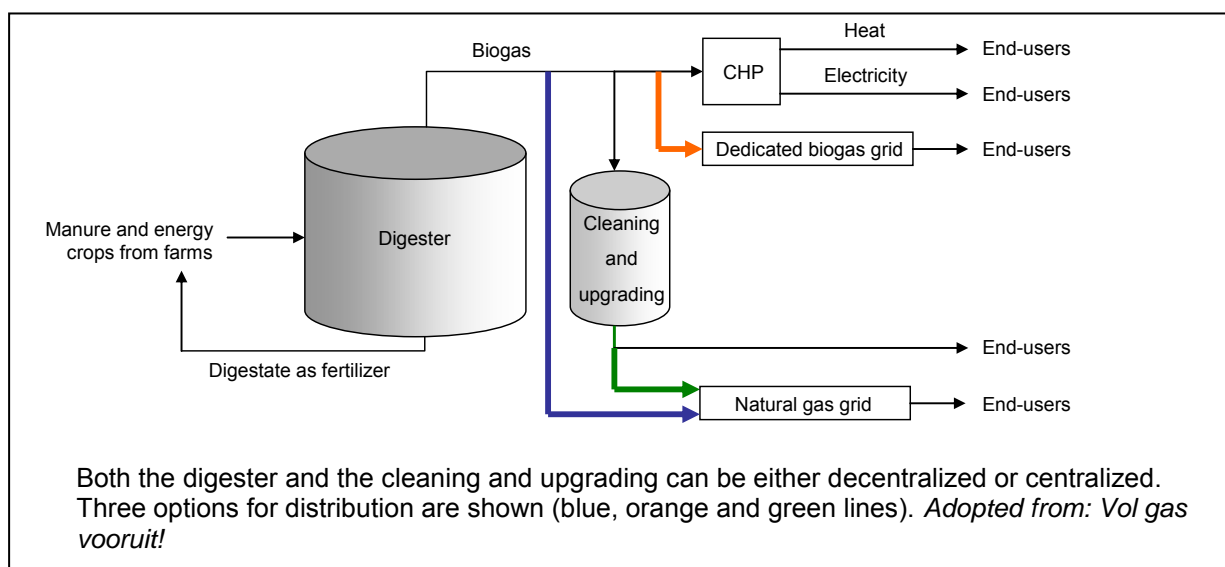 Heat
End-users
Biogas
CHP
Electricity
End-users
Dedicated biogas grid
End-users
Manure and energy
crops from farms
Digester
Cleaning
and
upgrading
End-users
Digestate as fertilizer
Natural gas grid
End-users
Both the digester and the cleaning and upgrading can be either decentralized or centralized.
Three options for distribution are shown (blue, orange and green lines). Adopted from: Vol gas
vooruit!